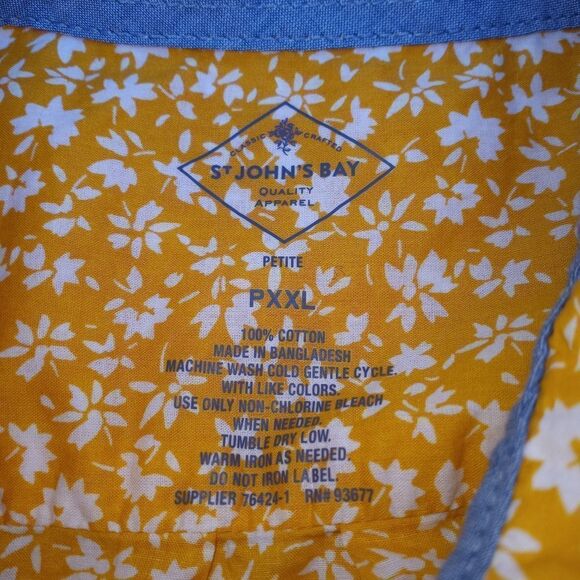 CLASSIC CRAFTED
ST JOHN'S BAY
QUALITY
APPAREL
PETITE
PXXL
100% COTTON
MADE IN BANGLADESH
MACHINE WASH COLD GENTLE CYCLE.
WITH LIKE COLORS.
USE ONLY NON-CHLORINE BLEACH
WHEN NEEDED.
TUMBLE DRY LOW.
WARM IRON AS NEEDED.
DO NOT IRON LABEL.
SUPPLIER 76424-1 RN# 93677